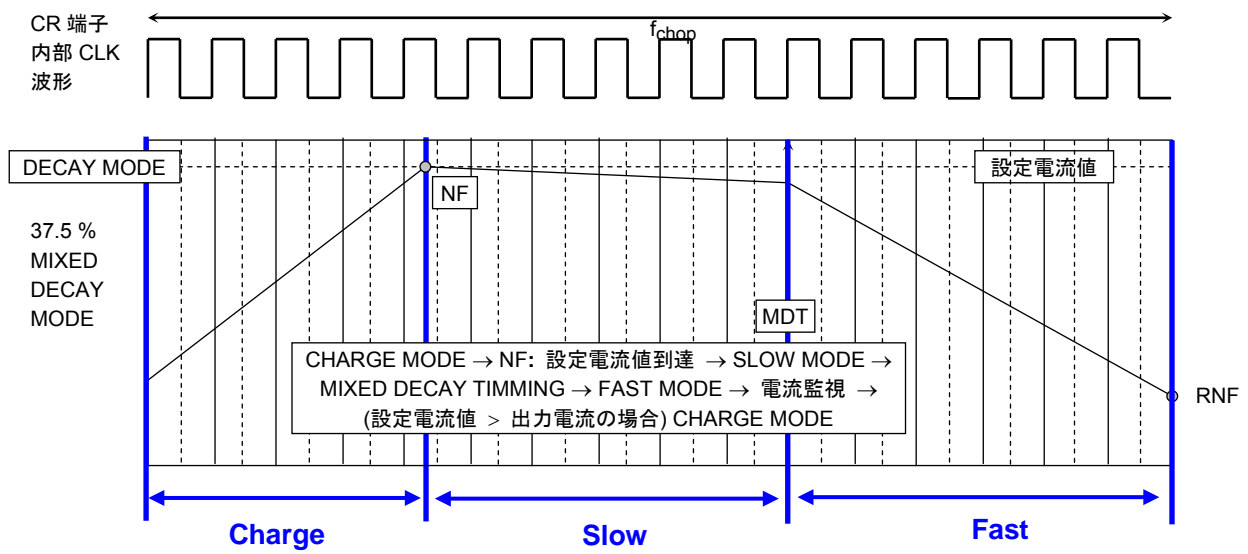 CR 端子
内部 CLK
波形
fchop
DECAY MODE
設定電流値
NF
37.5 %
MIXED
DECAY
MODE
MDT
CHARGE MODE → NF: 設定電流値到達 → SLOW MODE →
MIXED DECAY TIMMING → FAST MODE → 電流監視 →
(設定電流値 > 出力電流の場合) CHARGE MODE
RNF
Charge
Slow
Fast